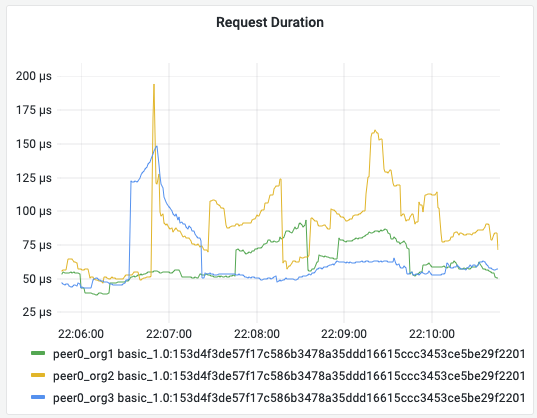 Request Duration
200 µs
175 µs
150 µs
125 µs
100 µs
75 µs
50 µs
25 µs
22:06:00 22:07:00 22:08:00 22:09:00 22:10:00
peer0_org1 basic_1.0:153d4f3de57f17c586b3478a35ddd16615ccc3453ce5be29f2201
peer0_org2 basic_1.0:153d4f3de57f17c586b3478a35ddd16615ccc3453ce5be29f2201
peer0_org3 basic_1.0:153d4f3de57f17c586b3478a35ddd16615ccc3453ce5be29f2201